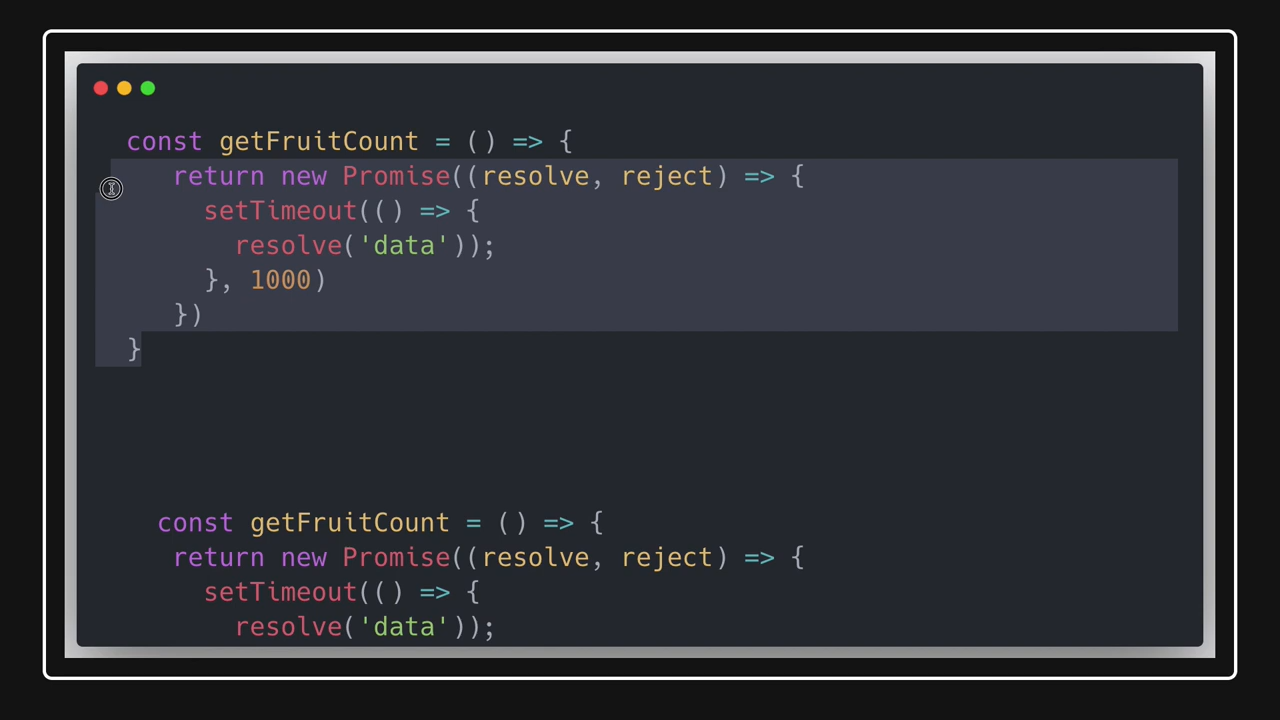 const getFruitCount = () => {
return new Promise((resolve, reject) => {
setTimeout(() => {
resolve('data'));
}, 1000)
})
}
const getFruitCount = () => {
return new Promise((resolve, reject) => {
setTimeout(() => {
resolve('data'));